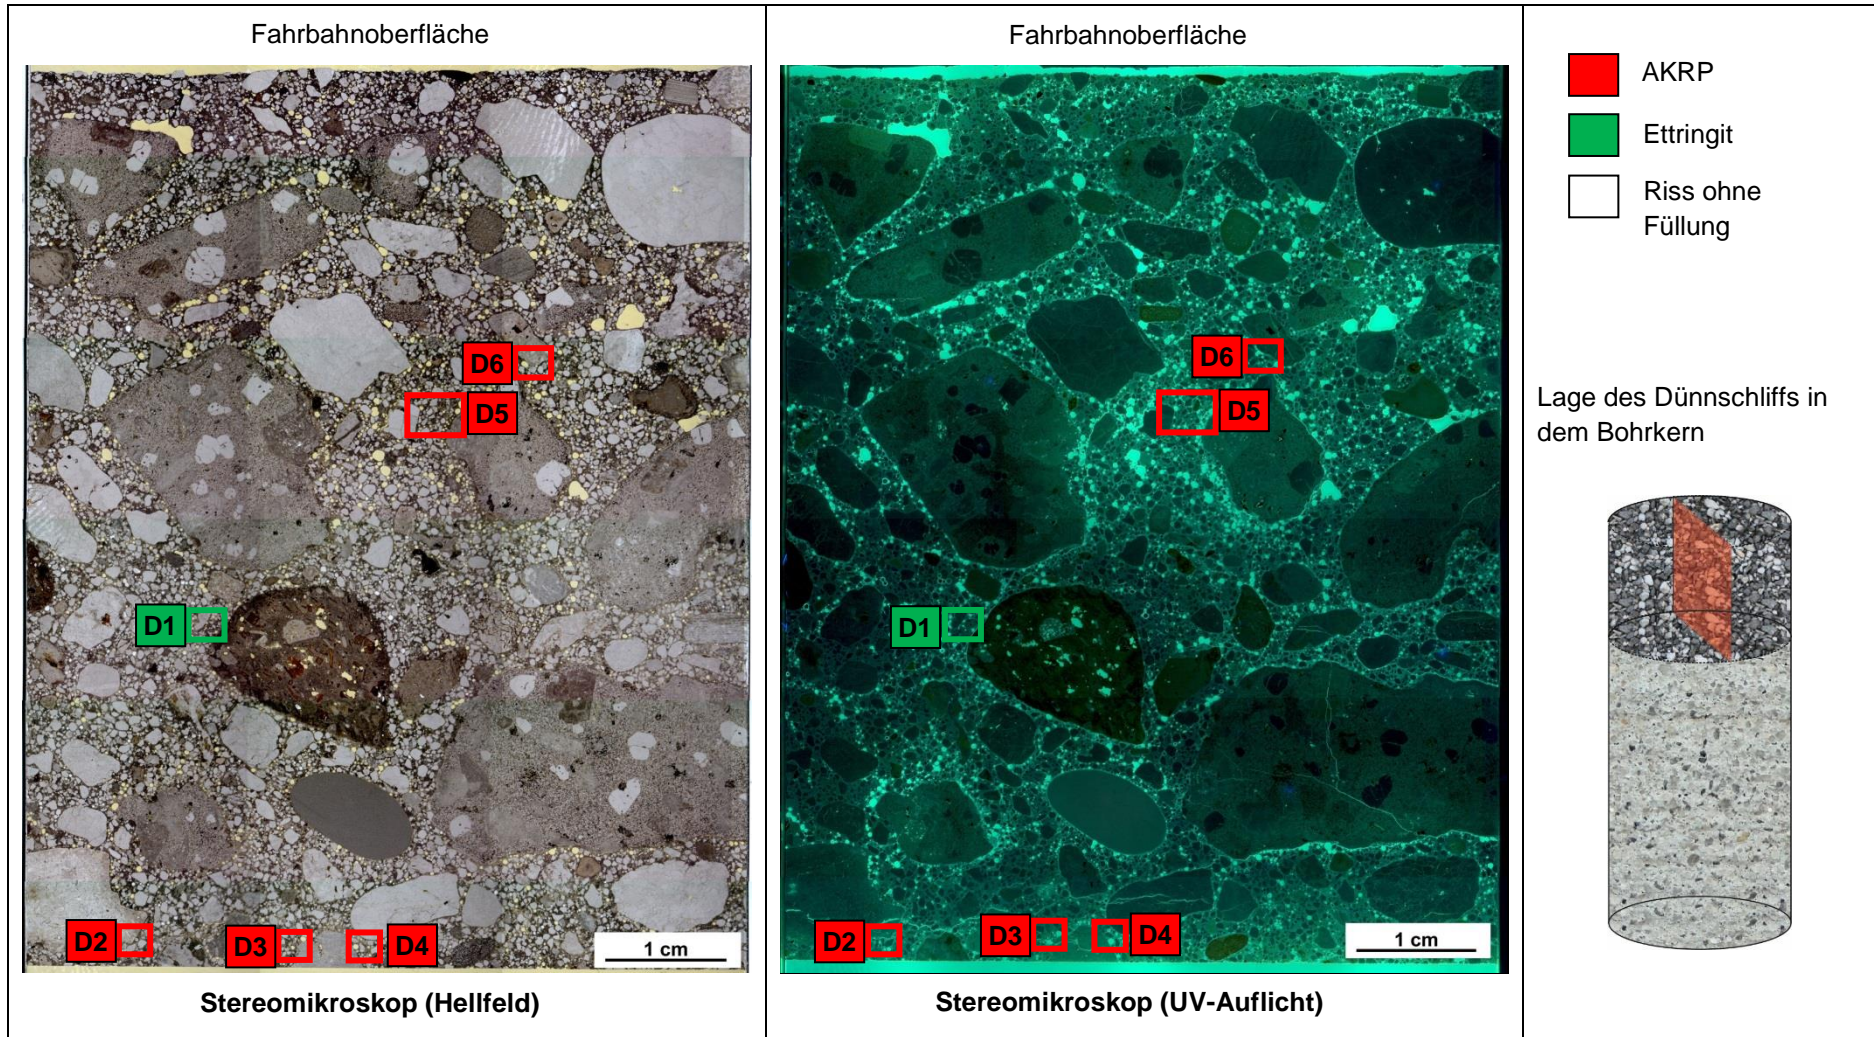 Fahrbahnoberfläche
D6
D5
D1
D2
D3
D4
1 cm
Stereomikroskop (Hellfeld)
Fahrbahnoberfläche
D6
D5
D1
D2
D3
D4
1 cm
Stereomikroskop (UV-Auflicht)
AKRP
Ettringit
Riss ohne
Füllung
Lage des Dünnschliffs in
dem Bohrkern